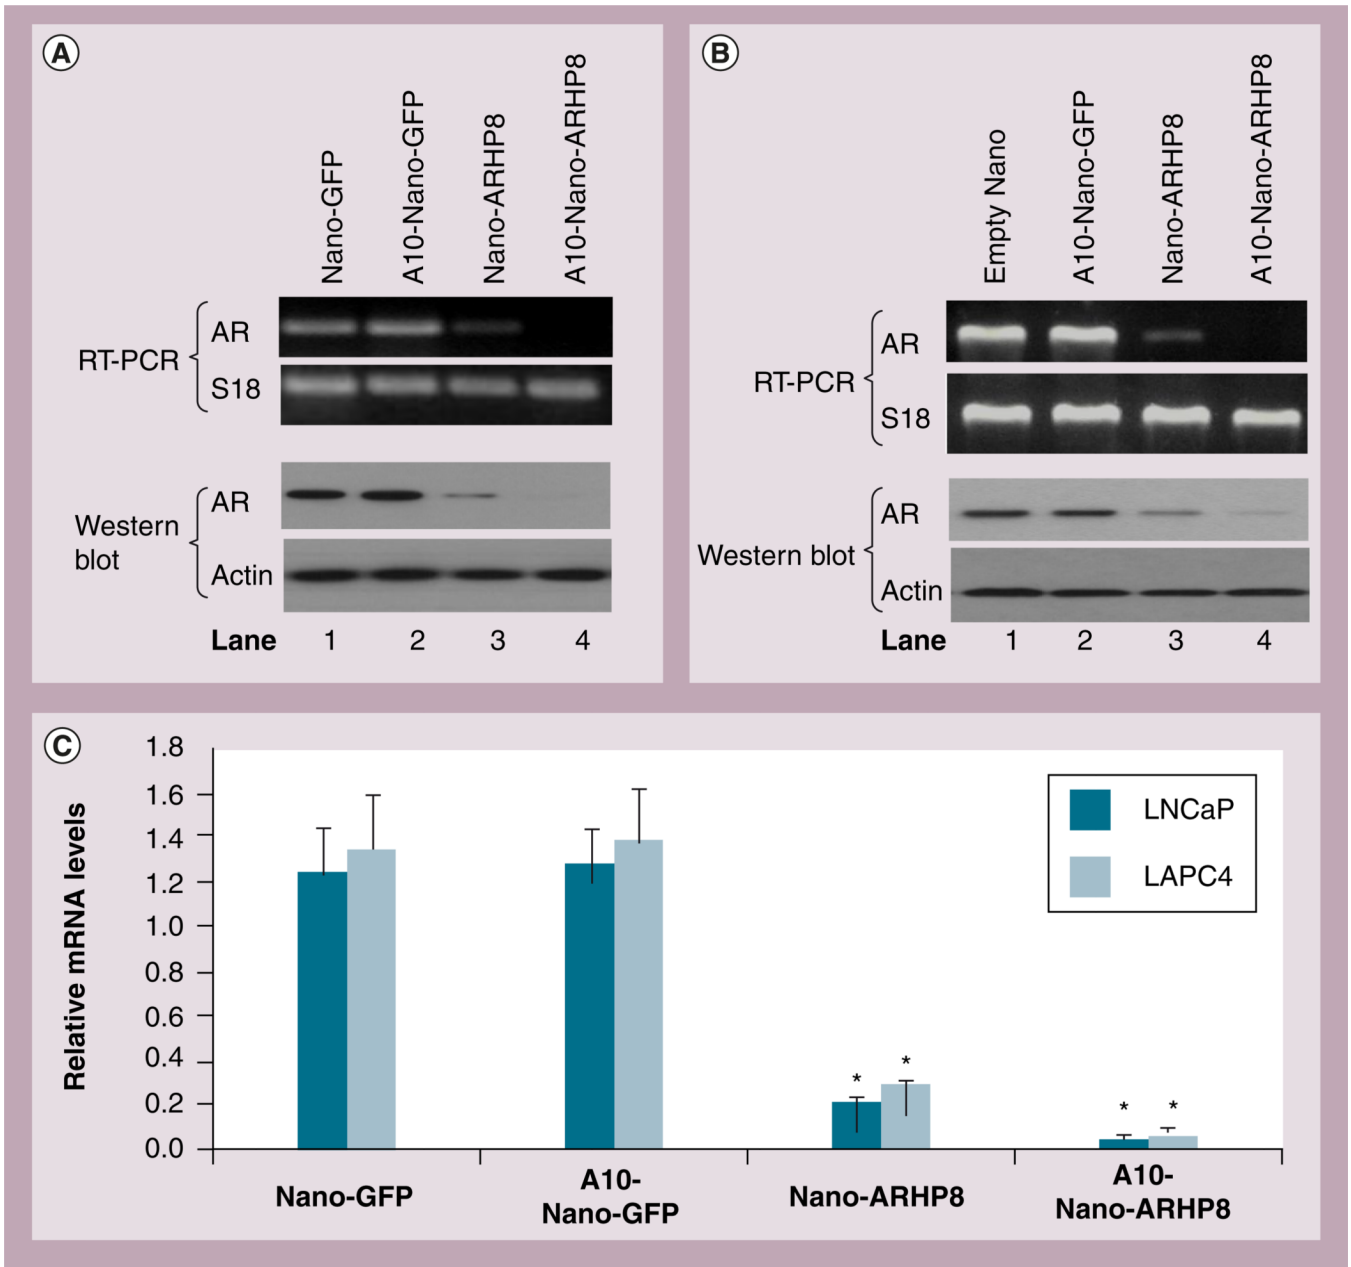 A
Nano-GFP
A10-Nano-GFP
Nano-ARHP8
A10-Nano-ARHP8
RT-PCR
AR
S18
Western
blot
AR
Actin
Lane 1 2 3 4
B
Empty Nano
A10-Nano-GFP
Nano-ARHP8
A10-Nano-ARHP8
RT-PCR
AR
S18
Western blot
AR
Actin
Lane 1 2 3 4
C
Relative mRNA levels
1.8
1.6
1.4
1.2
1.0
0.8
0.6
0.4
0.2
0.0
LNCaP
LAPC4
* *
* *
Nano-GFP
A10-
Nano-GFP
Nano-ARHP8
A10-
Nano-ARHP8